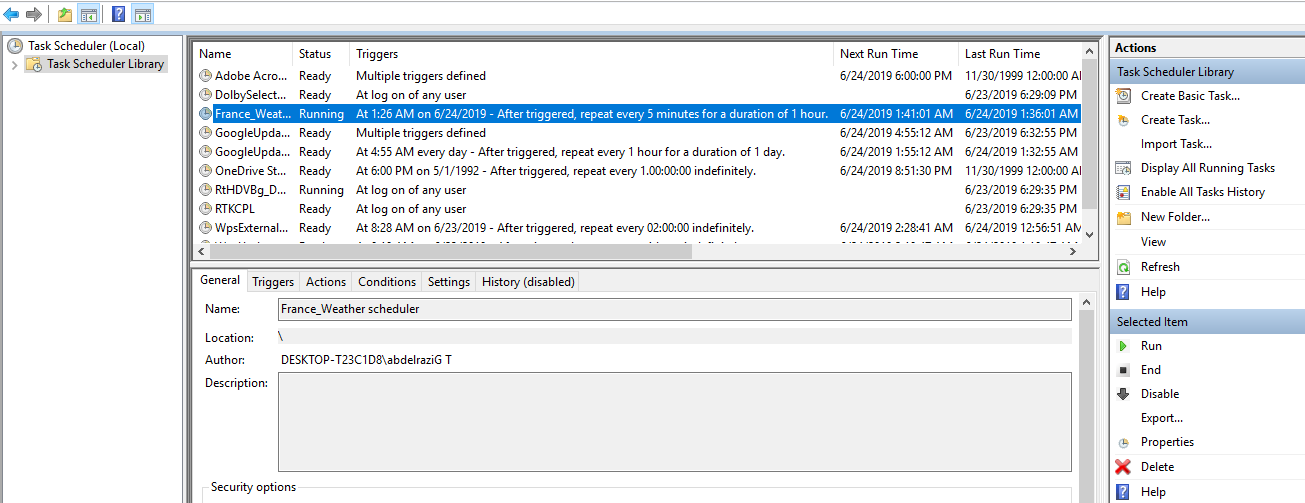 Task Scheduler (Local)
Task Scheduler Library
Name Status Triggers Next Run Time Last Run Time
Adobe Acro... Ready Multiple triggers defined 6/24/2019 6:00:00 PM 11/30/1999 12:00:00 AM
DolbySelect... Ready At log on of any user 6/23/2019 6:29:09 PM
France_Weat... Running At 1:26 AM on 6/24/2019 - After triggered, repeat every 5 minutes for a duration of 1 hour. 6/24/2019 1:41:01 AM 6/24/2019 1:36:01 AM
GoogleUpda... Ready Multiple triggers defined 6/24/2019 4:55:12 AM 6/23/2019 6:32:55 PM
GoogleUpda... Ready At 4:55 AM every day - After triggered, repeat every 1 hour for a duration of 1 day. 6/24/2019 1:55:12 AM 6/24/2019 1:32:55 AM
OneDrive St... Ready At 6:00 PM on 5/1/1992 - After triggered, repeat every 1.00:00:00 indefinitely. 6/24/2019 8:51:30 PM 11/30/1999 12:00:00 AM
RtHDVBg_D... Running At log on of any user 6/23/2019 6:29:35 PM
RTKCPL Ready At log on of any user 6/23/2019 6:29:35 PM
WpsExternal... Ready At 8:28 AM on 6/23/2019 - After triggered, repeat every 02:00:00 indefinitely. 6/24/2019 2:28:41 AM 6/24/2019 12:56:51 AM
General Triggers Actions Conditions Settings History (disabled)
Name: France_Weather scheduler
Location: \
Author: DESKTOP-T23C1D8\abdelraziG T
Description:
Security options
Actions
Task Scheduler Library
Create Basic Task...
Create Task...
Import Task...
Display All Running Tasks
Enable All Tasks History
New Folder...
View
Refresh
Help
Selected Item
Run
End
Disable
Export...
Properties
Delete
Help